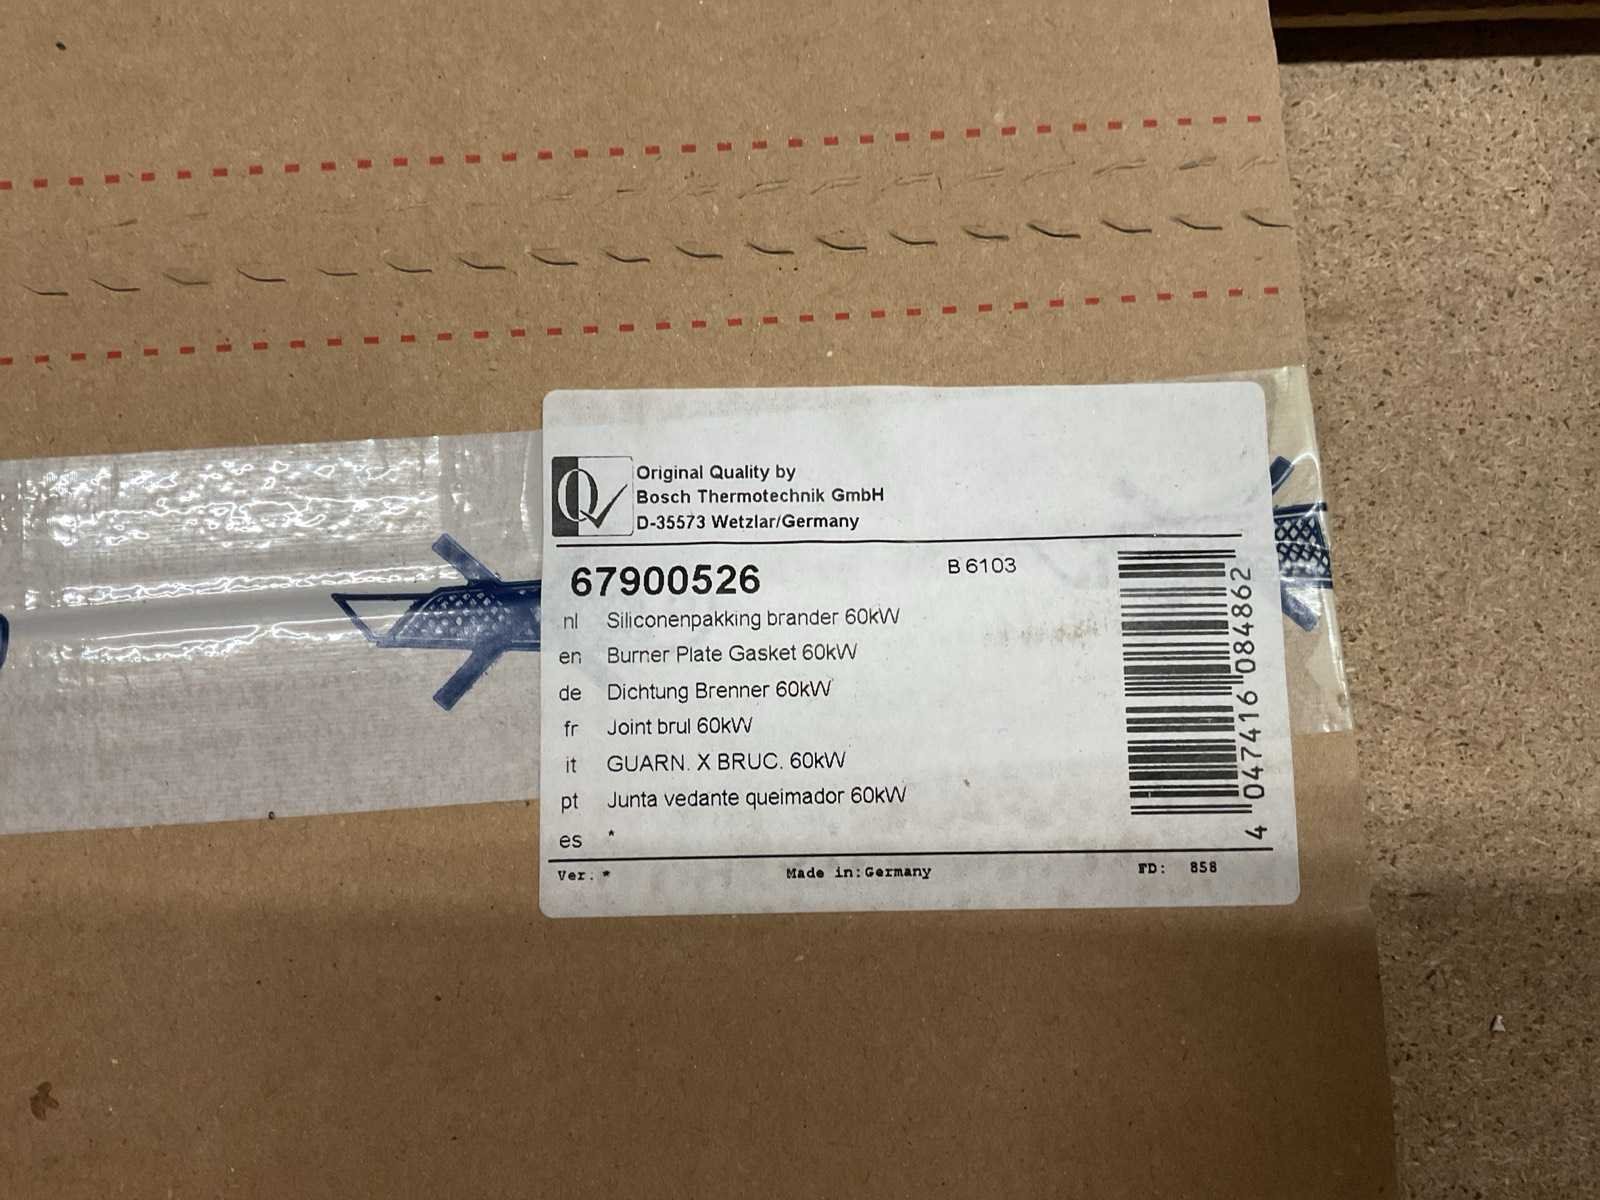 Original Quality by
Bosch Thermotechnik GmbH
D-35573 Wetzlar/Germany
67900526
B 6103
nl Siliconenpakking brander 60kW
en Burner Plate Gasket 60kW
de Dichtung Brenner 60kW
fr Joint brul 60kW
it GUARN. X BRUC. 60kW
pt Junta vedante queimador 60kW
es *
Ver.* Made in:Germany FD: 858
4 047416 084862